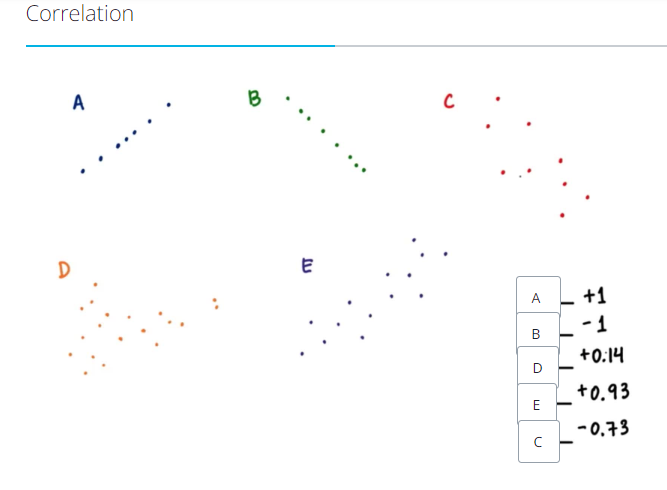 Correlation
A
B
C
D
E
A +1
B -1
D +0.14
E +0.93
C -0.73